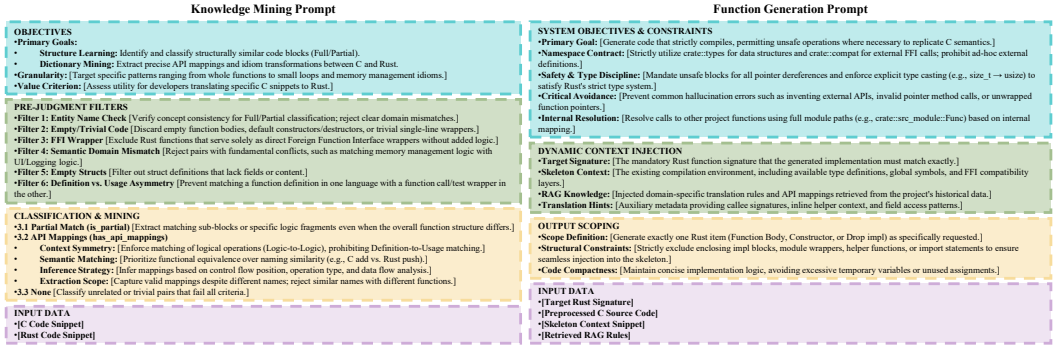 Knowledge Mining Prompt
OBJECTIVES
•Primary Goals:
• Structure Learning: Identify and classify structurally similar code blocks (Full/Partial).
• Dictionary Mining: Extract precise API mappings and idiom transformations between C and Rust.
•Granularity: [Target specific patterns ranging from whole functions to small loops and memory management idioms.]
•Value Criterion: [Assess utility for developers translating specific C snippets to Rust.]
PRE-JUDGMENT FILTERS
•Filter 1: Entity Name Check [Verify concept consistency for Full/Partial classification; reject clear domain mismatches.]
•Filter 2: Empty/Trivial Code [Discard empty function bodies, default constructors/destructors, or trivial single-line wrappers.]
•Filter 3: FFI Wrapper [Exclude Rust functions that serve solely as direct Foreign Function Interface wrappers without added logic.]
•Filter 4: Semantic Domain Mismatch [Reject pairs with fundamental conflicts, such as matching memory management logic with
UI/Logging logic.]
•Filter 5: Empty Structs [Filter out struct definitions that lack fields or content.]
•Filter 6: Definition vs. Usage Asymmetry [Prevent matching a function definition in one language with a function call/test wrapper in
the other.]
CLASSIFICATION & MINING
•3.1 Partial Match (is_partial) [Extract matching sub-blocks or specific logic fragments even when the overall function structure differs.]
•3.2 API Mappings (has_api_mappings)
• Context Symmetry: [Enforce matching of logical operations (Logic-to-Logic), prohibiting Definition-to-Usage matching.]
• Semantic Matching: [Prioritize functional equivalence over naming similarity (e.g., C add vs. Rust push).]
• Inference Strategy: [Infer mappings based on control flow position, operation type, and data flow analysis.]
• Extraction Scope: [Capture valid mappings despite different names; reject similar names with different functions.]
•3.3 None [Classify unrelated or trivial pairs that fail all criteria.]
INPUT DATA
•[C Code Snippet]
•[Rust Code Snippet]
Function Generation Prompt
SYSTEM OBJECTIVES & CONSTRAINTS
•Primary Goal: [Generate code that strictly compiles, permitting unsafe operations where necessary to replicate C semantics.]
•Namespace Contract: [Strictly utilize crate::types for data structures and crate::compat for external FFI calls; prohibit ad-hoc external
definitions.]
•Safety & Type Discipline: [Mandate unsafe blocks for all pointer dereferences and enforce explicit type casting (e.g., size_t → usize) to
satisfy Rust's strict type system.]
•Critical Avoidance: [Prevent common hallucination errors such as inventing external APIs, invalid pointer method calls, or unwrapped
function pointers.]
•Internal Resolution: [Resolve calls to other project functions using full module paths (e.g., crate::src_module::Func) based on internal
mapping.]
DYNAMIC CONTEXT INJECTION
•Target Signature: [The mandatory Rust function signature that the generated implementation must match exactly.]
•Skeleton Context: [The existing compilation environment, including available type definitions, global symbols, and FFI compatibility
layers.]
•RAG Knowledge: [Injected domain-specific translation rules and API mappings retrieved from the project's historical data.]
•Translation Hints: [Auxiliary metadata providing callee signatures, inline helper context, and field access patterns.]
OUTPUT SCOPING
•Scope Definition: [Generate exactly one Rust item (Function Body, Constructor, or Drop impl) as specifically requested.]
•Structural Constraints: [Strictly exclude enclosing impl blocks, module wrappers, helper functions, or import statements to ensure
seamless injection into the skeleton.]
•Code Compactness: [Maintain concise implementation logic, avoiding excessive temporary variables or unused assignments.]
INPUT DATA
•[Target Rust Signature]
•[Preprocessed C Source Code]
•[Skeleton Context Snippet]
•[Retrieved RAG Rules]